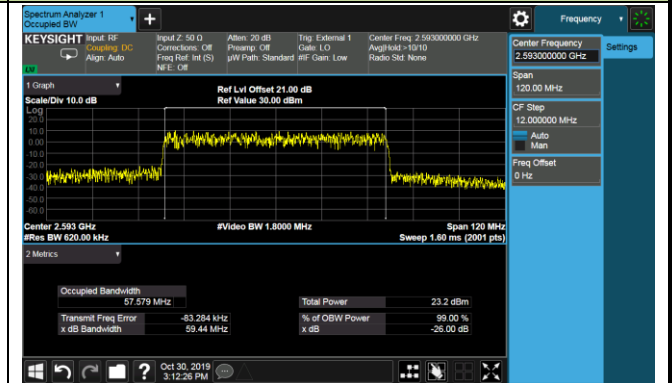 Spectrum Analyzer 1
Occupied BW
+
Frequency
KEYSIGHT
Input: RF
Coupling: DC
Align: Auto
Input Z: 50 Ω
Corrections: Off
Freq Ref: Int (S)
NFE: Off
Atten: 20 dB
Preamp: Off
µW Path: Standard
Trig: External 1
Gate: LO
#IF Gain: Low
Center Freq: 2.593000000 GHz
Avg|Hold:>10/10
Radio Std: None
Center Frequency
2.593000000 GHz
Settings
Span
120.00 MHz
CF Step
12.000000 MHz
Auto
Man
Freq Offset
0 Hz
1 Graph
Scale/Div 10.0 dB
Ref Lvl Offset 21.00 dB
Ref Value 30.00 dBm
Log
20.0
10.0
0.00
-10.0
-20.0
-30.0
-40.0
-50.0
-60.0
Center 2.593 GHz
#Video BW 1.8000 MHz
Span 120 MHz
#Res BW 620.00 kHz
Sweep 1.60 ms (2001 pts)
2 Metrics
Occupied Bandwidth
57.579 MHz
Total Power 23.2 dBm
Transmit Freq Error -83.284 kHz
% of OBW Power 99.00 %
x dB Bandwidth 59.44 MHz
x dB -26.00 dB
?
Oct 30, 2019
3:12:26 PM